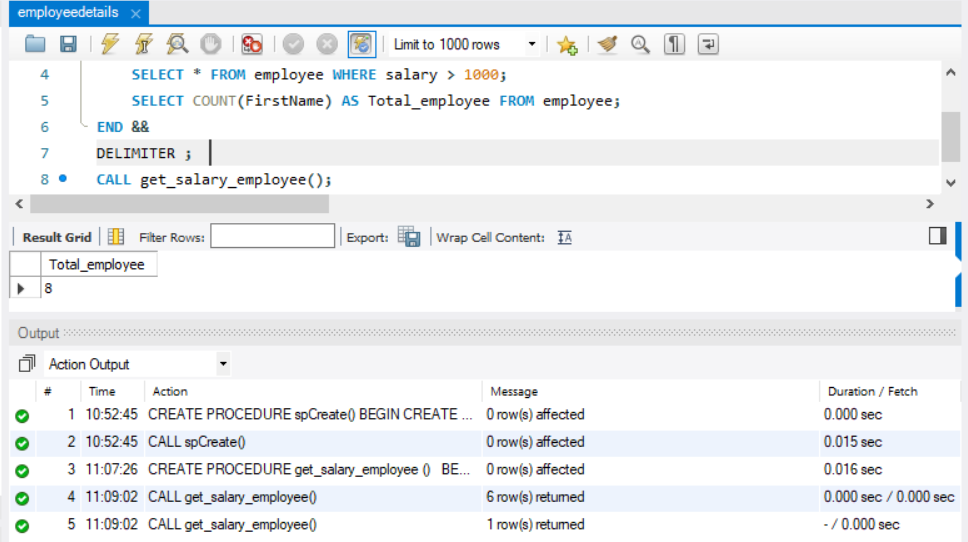 employeedetails ×
Limit to 1000 rows
4 SELECT * FROM employee WHERE salary > 1000;
5 SELECT COUNT(FirstName) AS Total_employee FROM employee;
6 END &&
7 DELIMITER ;
8 CALL get_salary_employee();
Result Grid Filter Rows: Export: Wrap Cell Content: IA
Total_employee
8
Output
Action Output
# Time Action Message Duration / Fetch
1 10:52:45 CREATE PROCEDURE spCreate() BEGIN CREATE ... 0 row(s) affected 0.000 sec
2 10:52:45 CALL spCreate() 0 row(s) affected 0.015 sec
3 11:07:26 CREATE PROCEDURE get_salary_employee () BE... 0 row(s) affected 0.016 sec
4 11:09:02 CALL get_salary_employee() 6 row(s) returned 0.000 sec / 0.000 sec
5 11:09:02 CALL get_salary_employee() 1 row(s) returned - / 0.000 sec